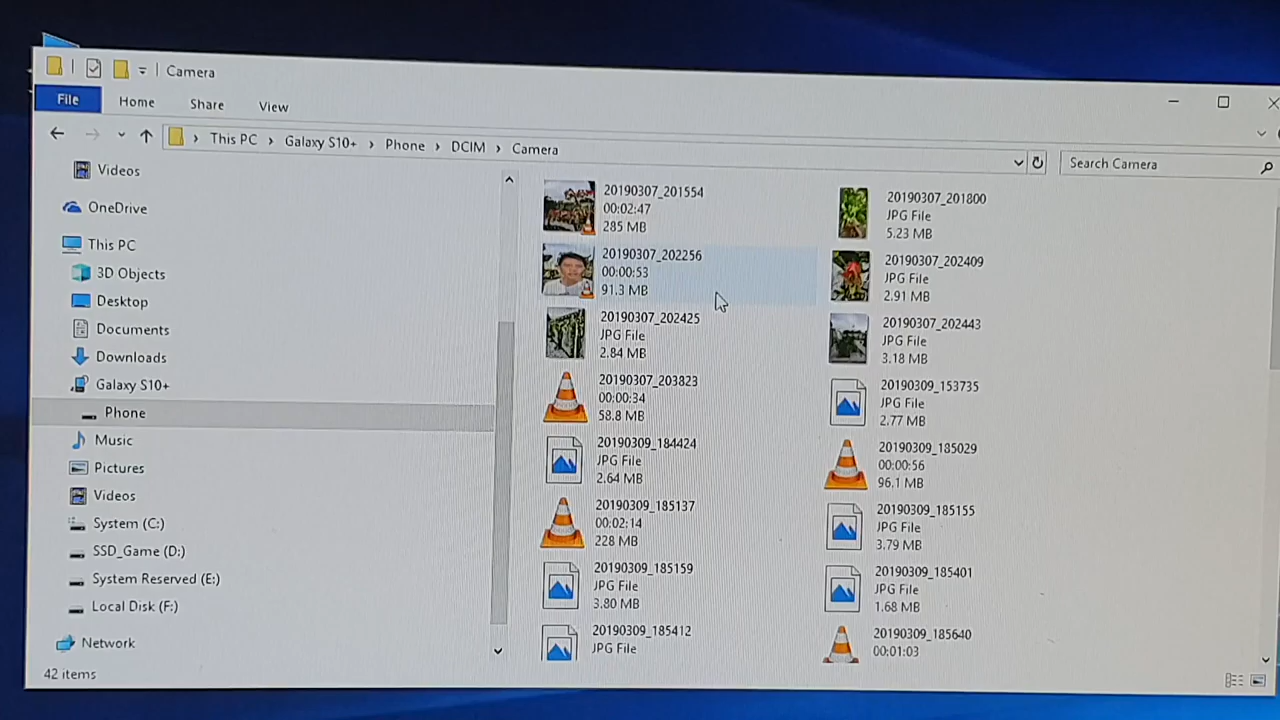 Camera
File
Home
Share
View
This PC
Galaxy S10+
Phone
DCIM
Camera
Search Camera
Videos
OneDrive
This PC
3D Objects
Desktop
Documents
Downloads
Galaxy S10+
Phone
Music
Pictures
Videos
System (C:)
SSD_Game (D:)
System Reserved (E:)
Local Disk (F:)
Network
20190307_201554
00:02:47
285 MB
20190307_201800
JPG File
5.23 MB
20190307_202256
00:00:53
91.3 MB
20190307_202409
JPG File
2.91 MB
20190307_202425
JPG File
2.84 MB
20190307_202443
JPG File
3.18 MB
20190307_203823
00:00:34
58.8 MB
20190309_153735
JPG File
2.77 MB
20190309_184424
JPG File
2.64 MB
20190309_185029
00:00:56
96.1 MB
20190309_185137
00:02:14
228 MB
20190309_185155
JPG File
3.79 MB
20190309_185159
JPG File
3.80 MB
20190309_185401
JPG File
1.68 MB
20190309_185412
JPG File
20190309_185640
00:01:03
42 items